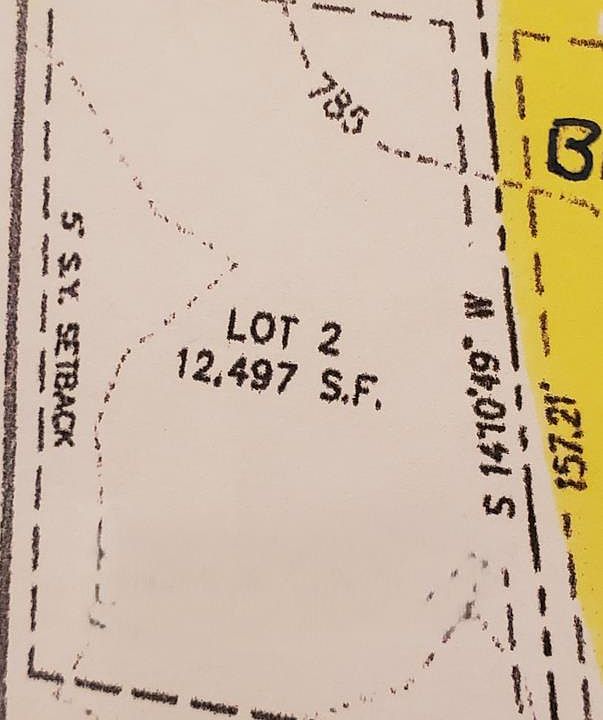 785
B
5' S.Y. SETBACK
LOT 2
12,497 S.F.
S 14°10'49" W
157.21'